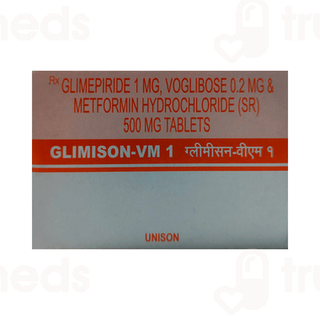 Rx GLIMEPIRIDE 1 MG, VOGLIBOSE 0.2 MG &
METFORMIN HYDROCHLORIDE (SR)
500 MG TABLETS
GLIMISON-VM 1 ग्लीमीसन-वीएम १
UNISON